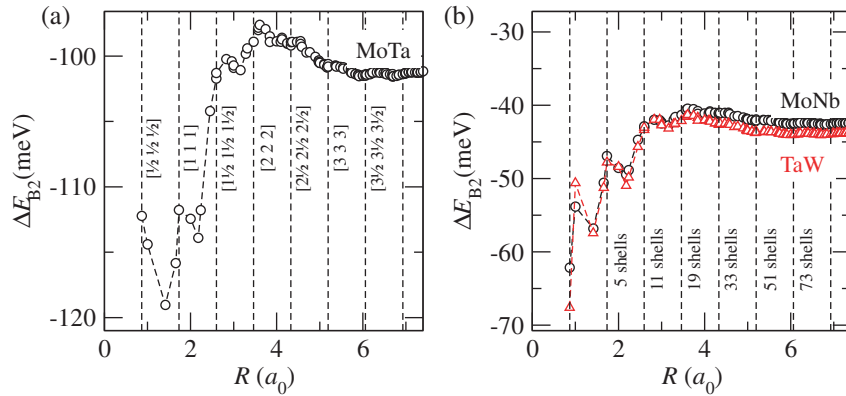 (a)
MoTa
-100
-110
-120
ΔE_B2 (meV)
[½ ½ ½]
[1 1 1]
[1½ 1½ 1½]
[2 2 2]
[2½ 2½ 2½]
[3 3 3]
[3½ 3½ 3½]
0 2 4 6
R (a₀)
(b)
-30
-40
-50
-60
-70
ΔE_B2 (meV)
MoNb
TaW
5 shells
11 shells
19 shells
33 shells
51 shells
73 shells
0 2 4 6
R (a₀)